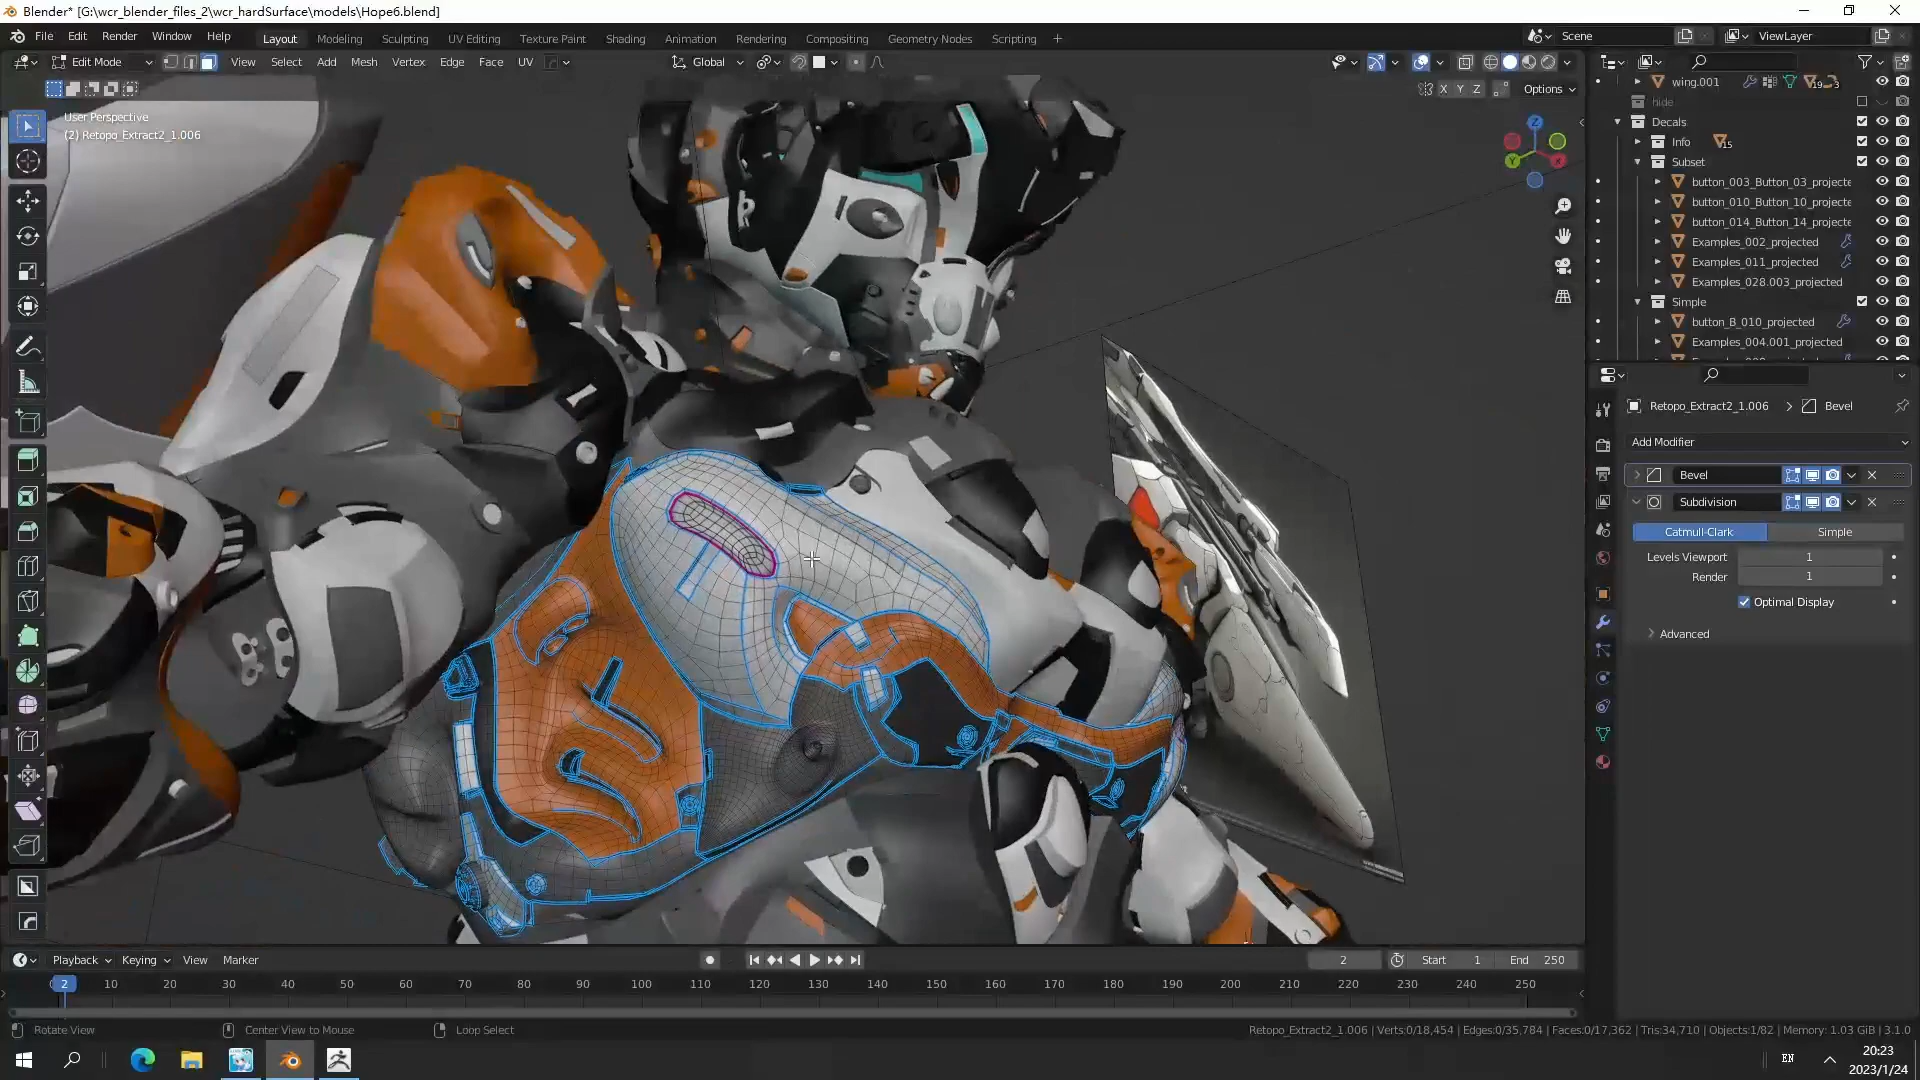 Blender* [G:\wcr_blender_files_2\wcr_hardSurface\models\Hope6.blend]
File Edit Render Window Help
Layout Modeling Sculpting UV Editing Texture Paint Shading Animation Rendering Compositing Geometry Nodes Scripting +
Scene
ViewLayer
Edit Mode View Select Add Mesh Vertex Edge Face UV
Global
X Y Z Options
User Perspective
(2) Retopo_Extract2_1.006
Z
Y X
wing.001 19 3
hide
Decals
Info 15
Subset
button_003_Button_03_projecte
button_010_Button_10_projecte
button_014_Button_14_projecte
Examples_002_projected
Examples_011_projected
Examples_028.003_projected
Simple
button_B_010_projected
Examples_004.001_projected
Retopo_Extract2_1.006 > Bevel
Add Modifier
Bevel
Subdivision
Catmull-Clark Simple
Levels Viewport 1
Render 1
Optimal Display
Advanced
Playback Keying View Marker
2 Start 1 End 250
2 10 20 30 40 50 60 70 80 90 100 110 120 130 140 150 160 170 180 190 200 210 220 230 240 250
Rotate View Center View to Mouse Loop Select
Retopo_Extract2_1.006 | Verts:0/18,454 | Edges:0/35,784 | Faces:0/17,362 | Tris:34,710 | Objects:1/82 | Memory: 1.03 GiB | 3.1.0
EN
20:23
2023/1/24